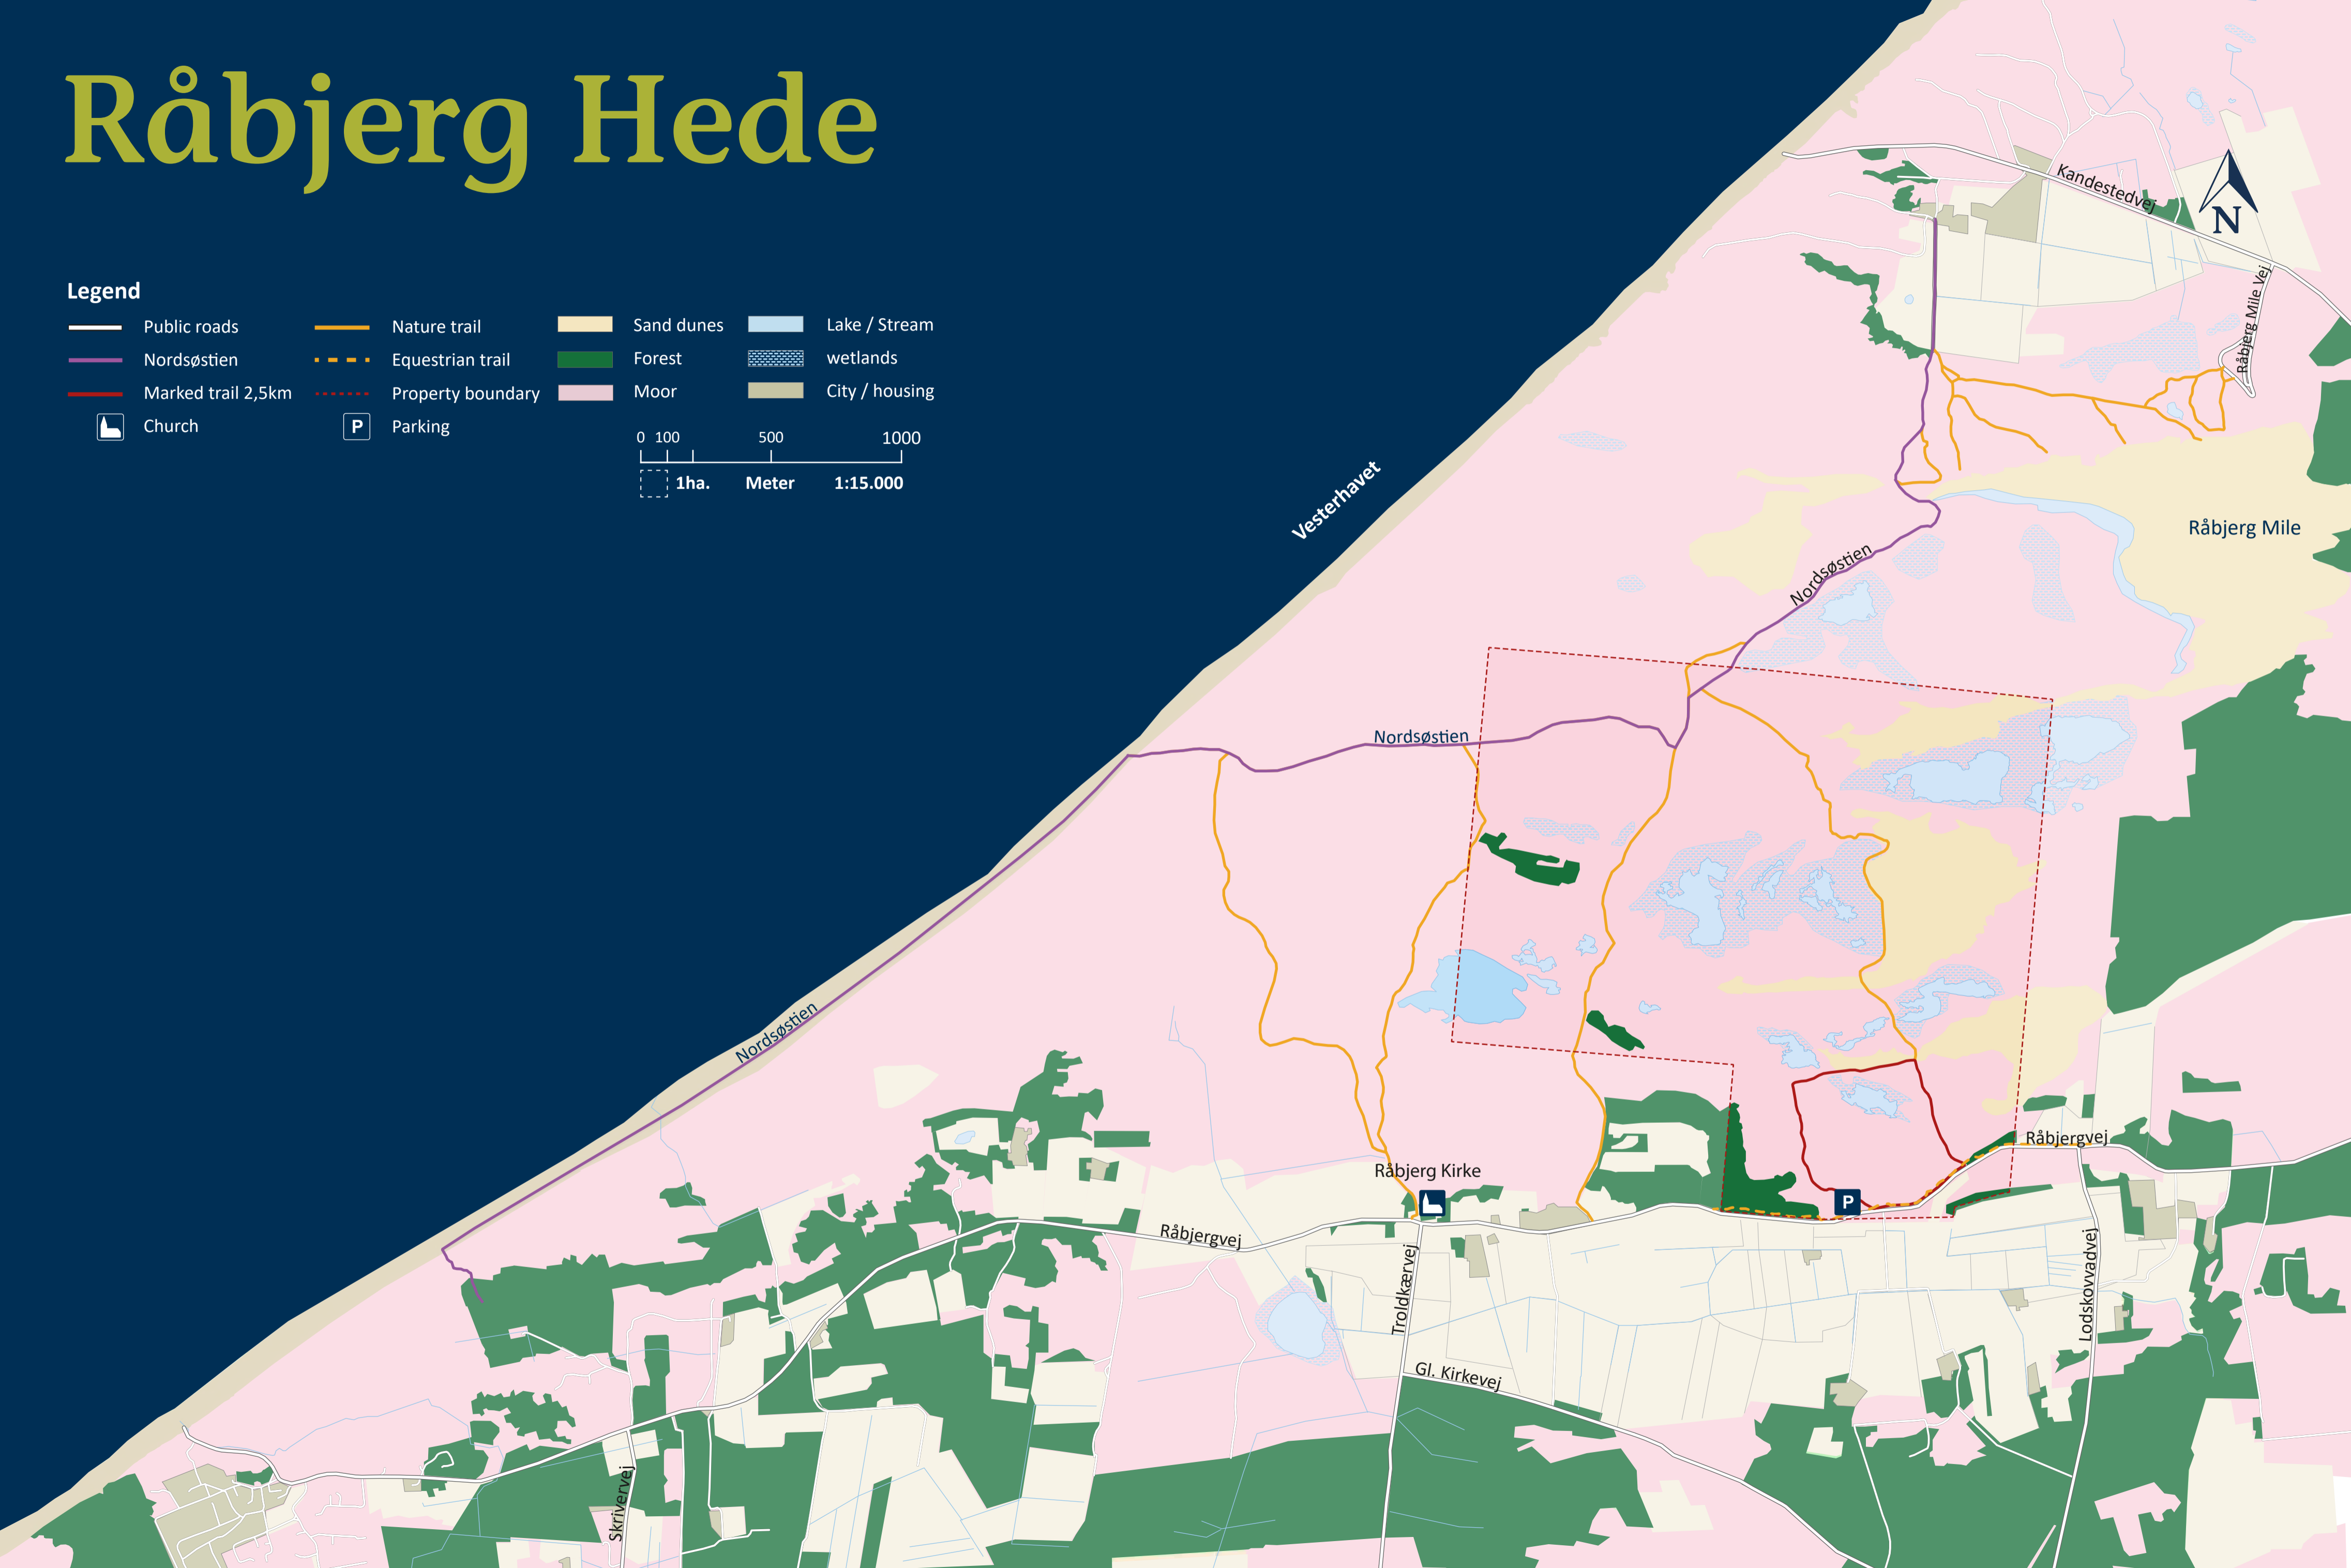 Råbjerg Hede
Legend
Public roads
Nordsøstien
Marked trail 2,5km
Church
Nature trail
Equestrian trail
Property boundary
P
Parking
Sand dunes
Forest
Moor
Lake / Stream
wetlands
City / housing
0 100 500 1000
1ha. Meter 1:15.000
Kandestedvej
N
Råbjerg Mile Vej
Vesterhavet
Råbjerg Mile
Nordsøstien
Nordsøstien
Nordsøstien
Råbjergvej
Råbjerg Kirke
P
Råbjergvej
Troldkærvej
Lodskovvadvej
Gl. Kirkevej
Skrivervej